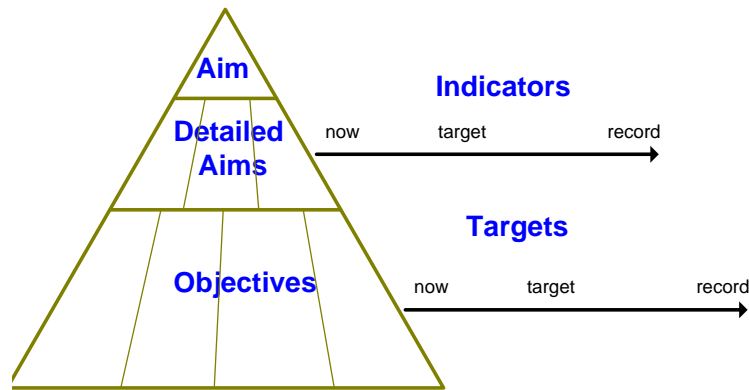 Aim
Indicators
Detailed
Aims
now target record
Targets
Objectives
now target record